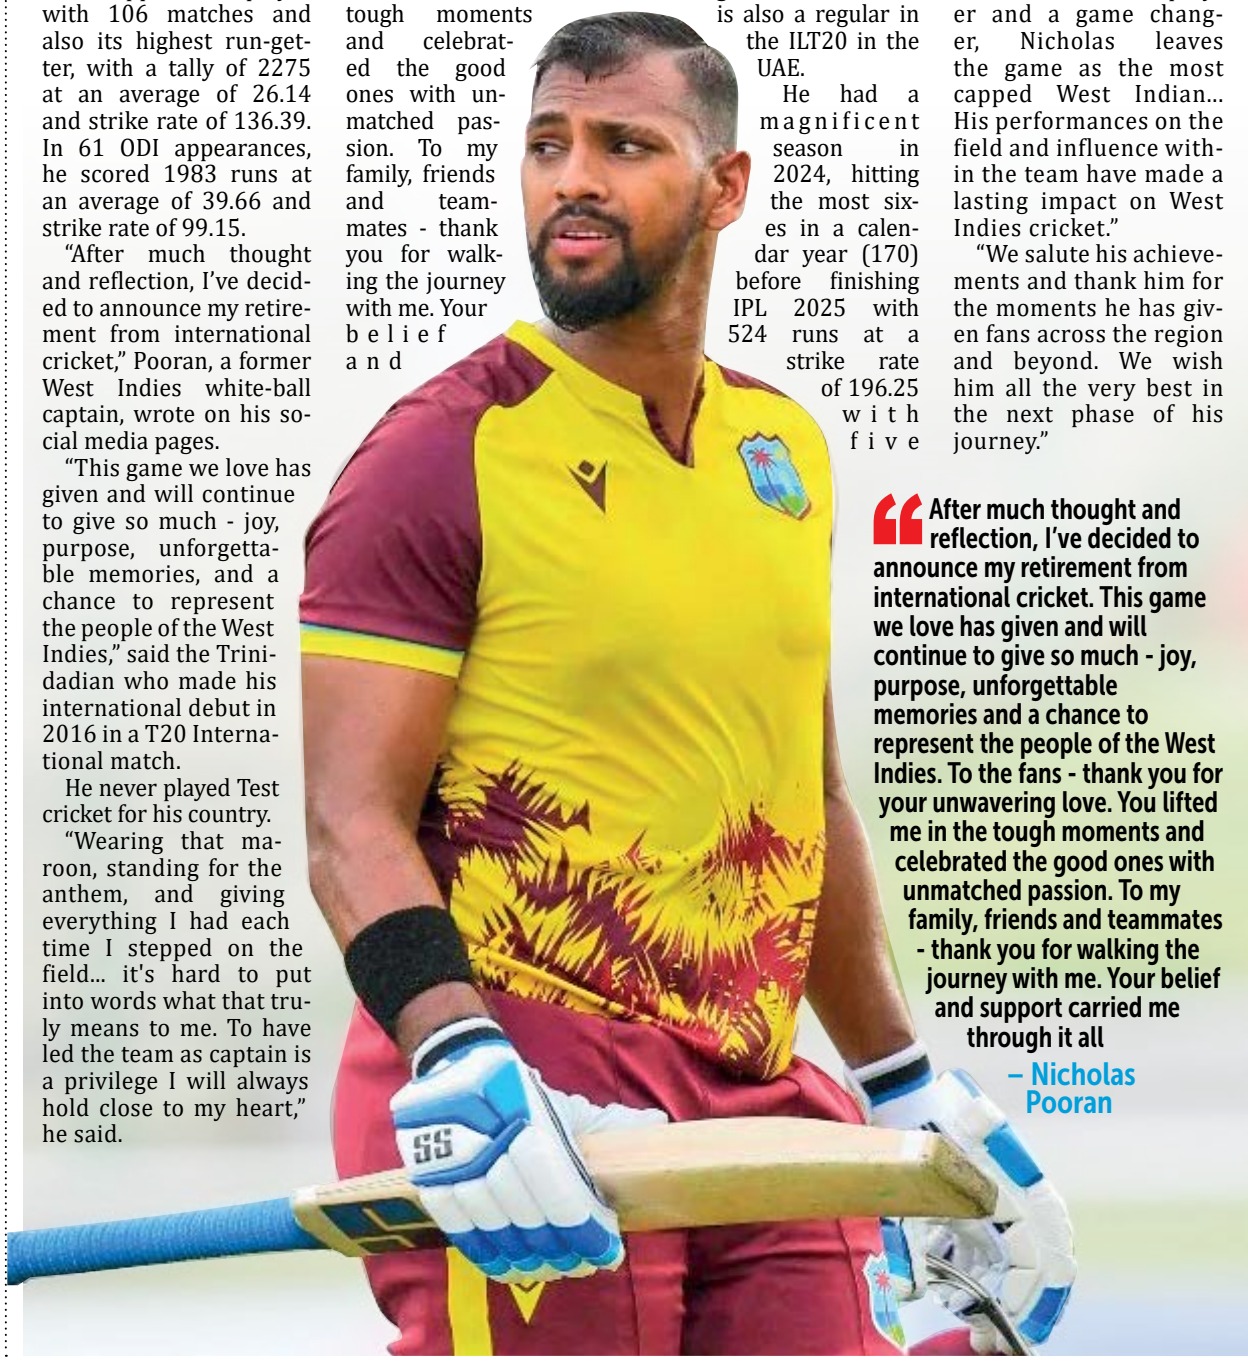 with 106 matches and
also its highest run-get-
ter, with a tally of 2275
at an average of 26.14
and strike rate of 136.39.
In 61 ODI appearances,
he scored 1983 runs at
an average of 39.66 and
strike rate of 99.15.
“After much thought
and reflection, I’ve decid-
ed to announce my retire-
ment from international
cricket,” Pooran, a former
West Indies white-ball
captain, wrote on his so-
cial media pages.
“This game we love has
given and will continue
to give so much - joy,
purpose, unforgetta-
ble memories, and a
chance to represent
the people of the West
Indies,” said the Trini-
dadian who made his
international debut in
2016 in a T20 Interna-
tional match.
He never played Test
cricket for his country.
“Wearing that ma-
roon, standing for the
anthem, and giving
everything I had each
time I stepped on the
field... it's hard to put
into words what that tru-
ly means to me. To have
led the team as captain is
a privilege I will always
hold close to my heart,”
he said.
tough moments
and celebrat-
ed the good
ones with un-
matched pas-
sion. To my
family, friends
and team-
mates - thank
you for walk-
ing the journey
with me. Your
belief
and
is also a regular in
the ILT20 in the
UAE.
He had a
magnificent
season in
2024, hitting
the most six-
es in a calen-
dar year (170)
before finishing
IPL 2025 with
524 runs at a
strike rate
of 196.25
with
five
er and a game chang-
er, Nicholas leaves
the game as the most
capped West Indian...
His performances on the
field and influence with-
in the team have made a
lasting impact on West
Indies cricket.”
“We salute his achieve-
ments and thank him for
the moments he has giv-
en fans across the region
and beyond. We wish
him all the very best in
the next phase of his
journey.”
“After much thought and
reflection, I’ve decided to
announce my retirement from
international cricket. This game
we love has given and will
continue to give so much - joy,
purpose, unforgettable
memories and a chance to
represent the people of the West
Indies. To the fans - thank you for
your unwavering love. You lifted
me in the tough moments and
celebrated the good ones with
unmatched passion. To my
family, friends and teammates
- thank you for walking the
journey with me. Your belief
and support carried me
through it all
– Nicholas
Pooran
SS